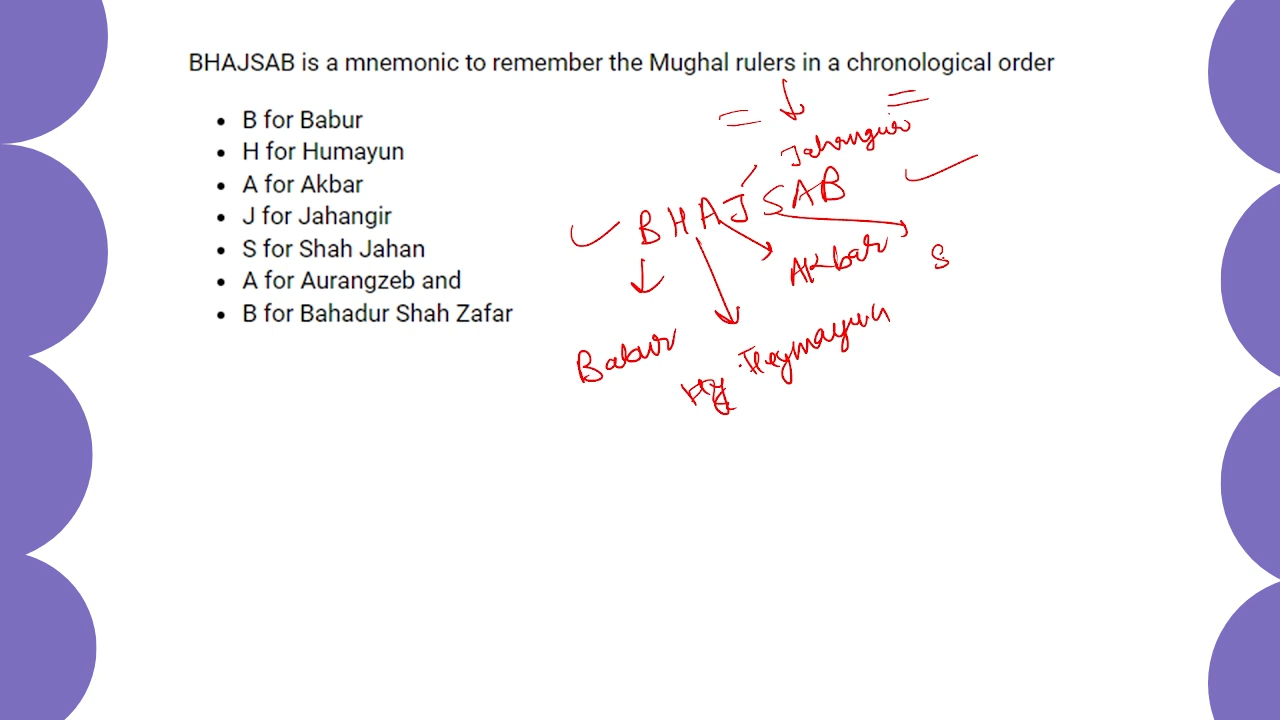 BHAJSAB is a mnemonic to remember the Mughal rulers in a chronological order
• B for Babur
• H for Humayun
• A for Akbar
• J for Jahangir
• S for Shah Jahan
• A for Aurangzeb and
• B for Bahadur Shah Zafar
Jahangir
BHAJSAB
Akbar
S
Babur